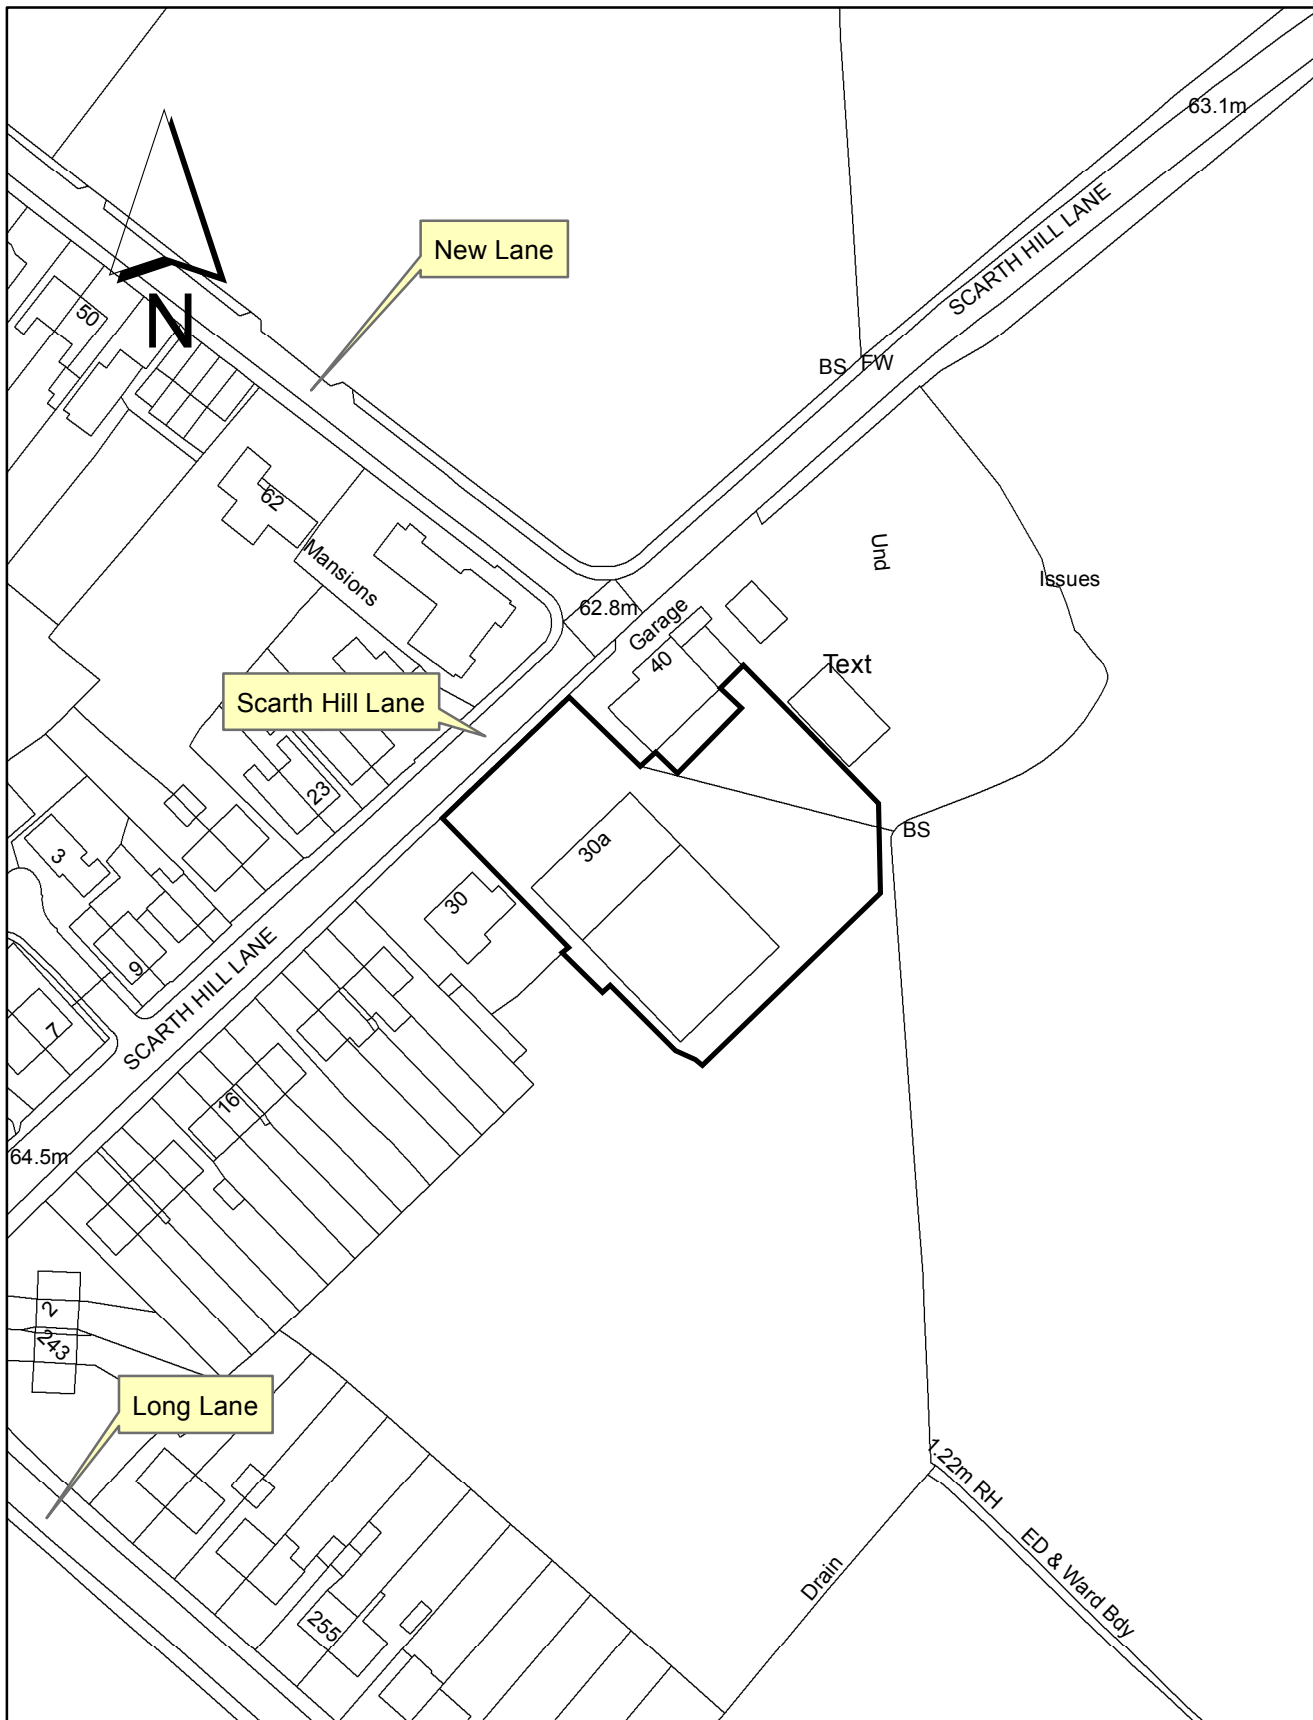 63.1m
SCARTH HILL LANE
New Lane
50
N
BS
FW
62
Mansions
Und
Issues
62.8m
Garage
40
Text
Scarth Hill Lane
23
30a
BS
3
30
9
SCARTH HILL LANE
7
16
64.5m
2
243
Long Lane
1.22m RH
ED & Ward Bdy
Drain
255